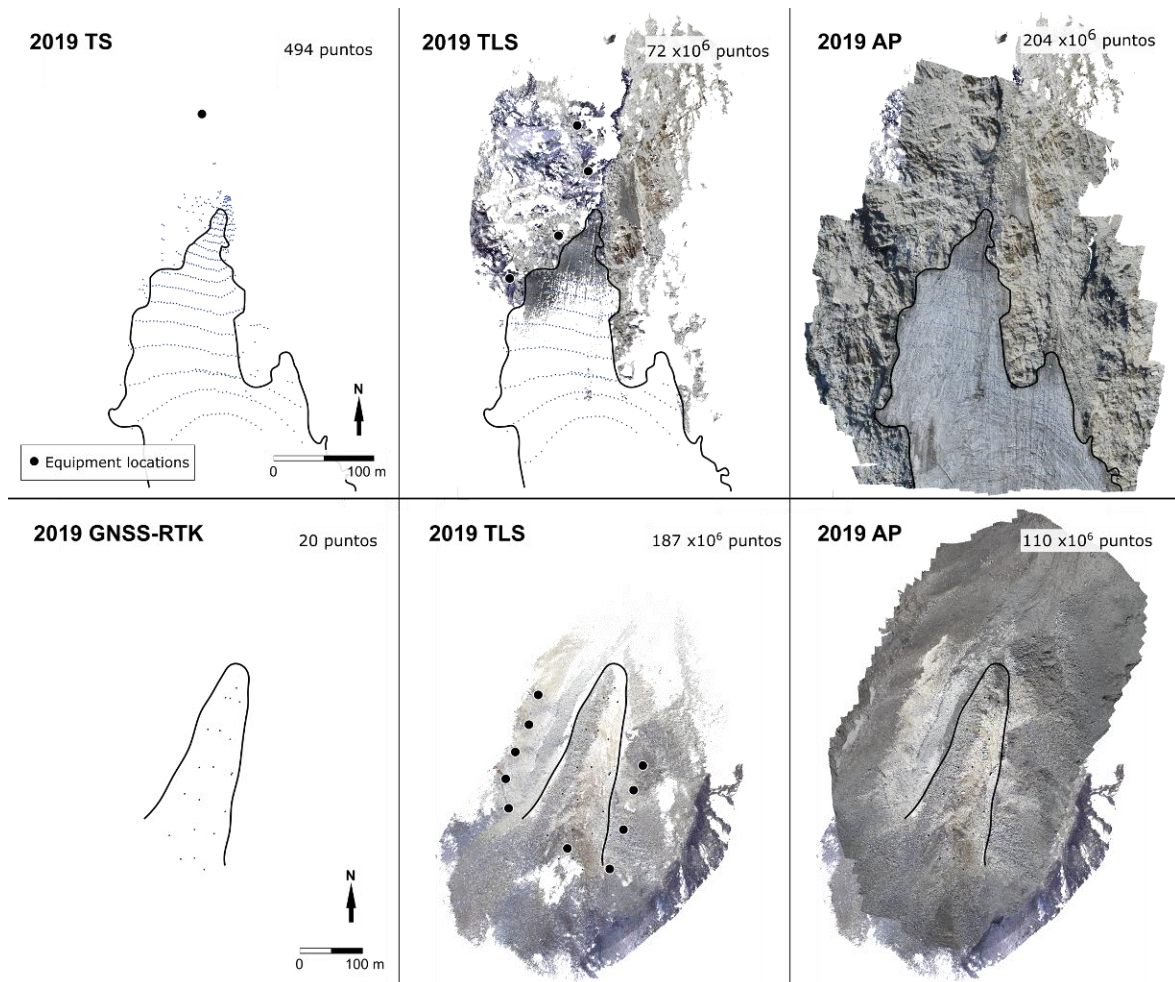 2019 TS
494 puntos
2019 TLS
72 x10⁶ puntos
2019 AP
204 x10⁶ puntos
N
● Equipment locations
0 100 m
2019 GNSS-RTK
20 puntos
2019 TLS
187 x10⁶ puntos
2019 AP
110 x10⁶ puntos
N
0 100 m